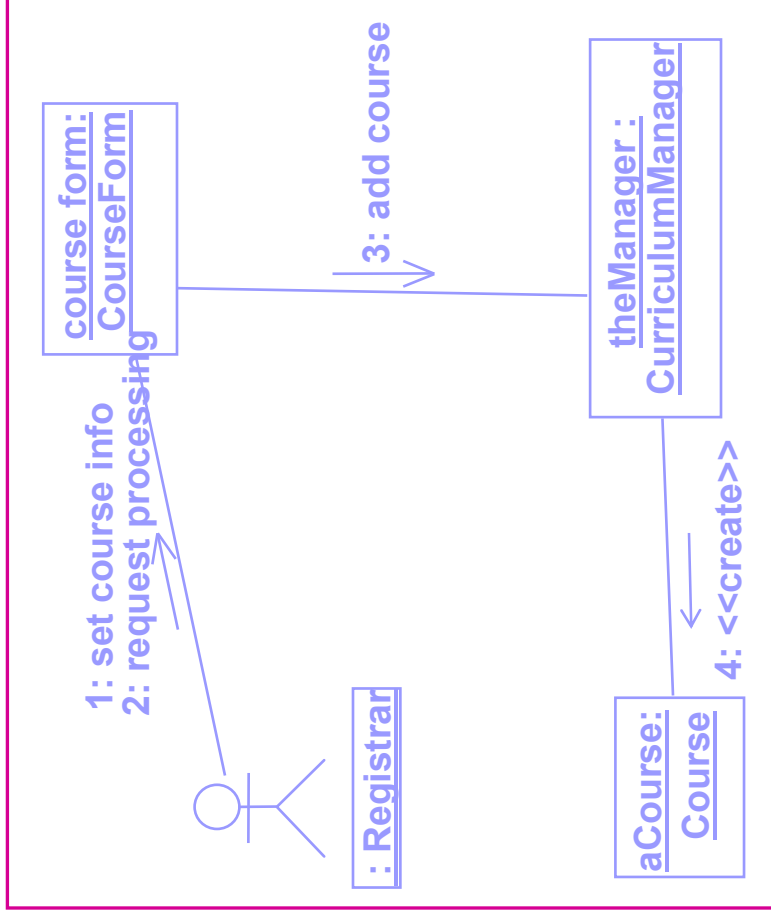 1: set course info
2: request processing
course form:
CourseForm
3: add course
: Registrar
theManager :
CurriculumManager
4: <<create>>
aCourse:
Course